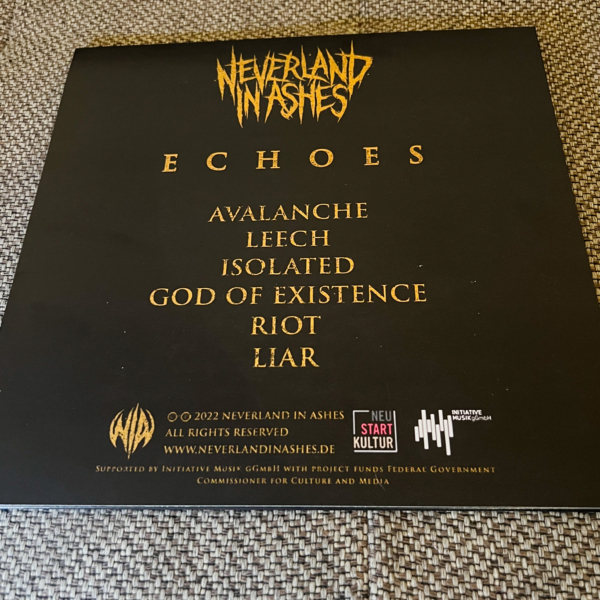 NEVERLAND
IN ASHES
ECHOES
AVALANCHE
LEECH
ISOLATED
GOD OF EXISTENCE
RIOT
LIAR
NIA
℗ © 2022 NEVERLAND IN ASHES
ALL RIGHTS RESERVED
WWW.NEVERLANDINASHES.DE
NEU
START
KULTUR
INITIATIVE
MUSIK gGmbH
SUPPORTED BY INITIATIVE MUSIK GGMBH WITH PROJECT FUNDS FEDERAL GOVERNMENT
COMMISSIONER FOR CULTURE AND MEDIA